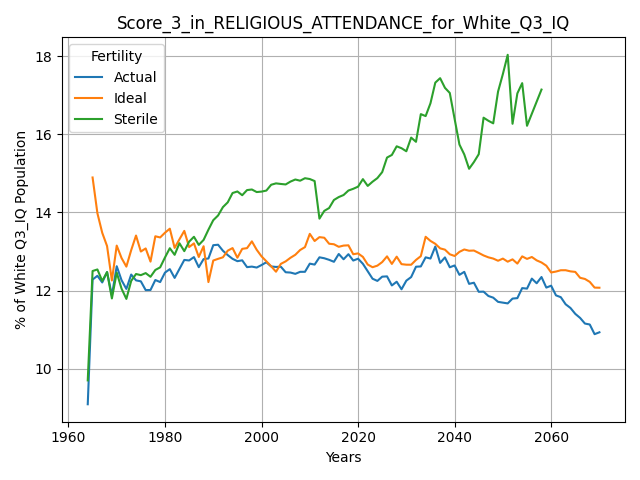 Score_3_in_RELIGIOUS_ATTENDANCE_for_White_Q3_IQ
Fertility
Actual
Ideal
Sterile
% of White Q3_IQ Population
18
16
14
12
10
1960
1980
2000
2020
2040
2060
Years